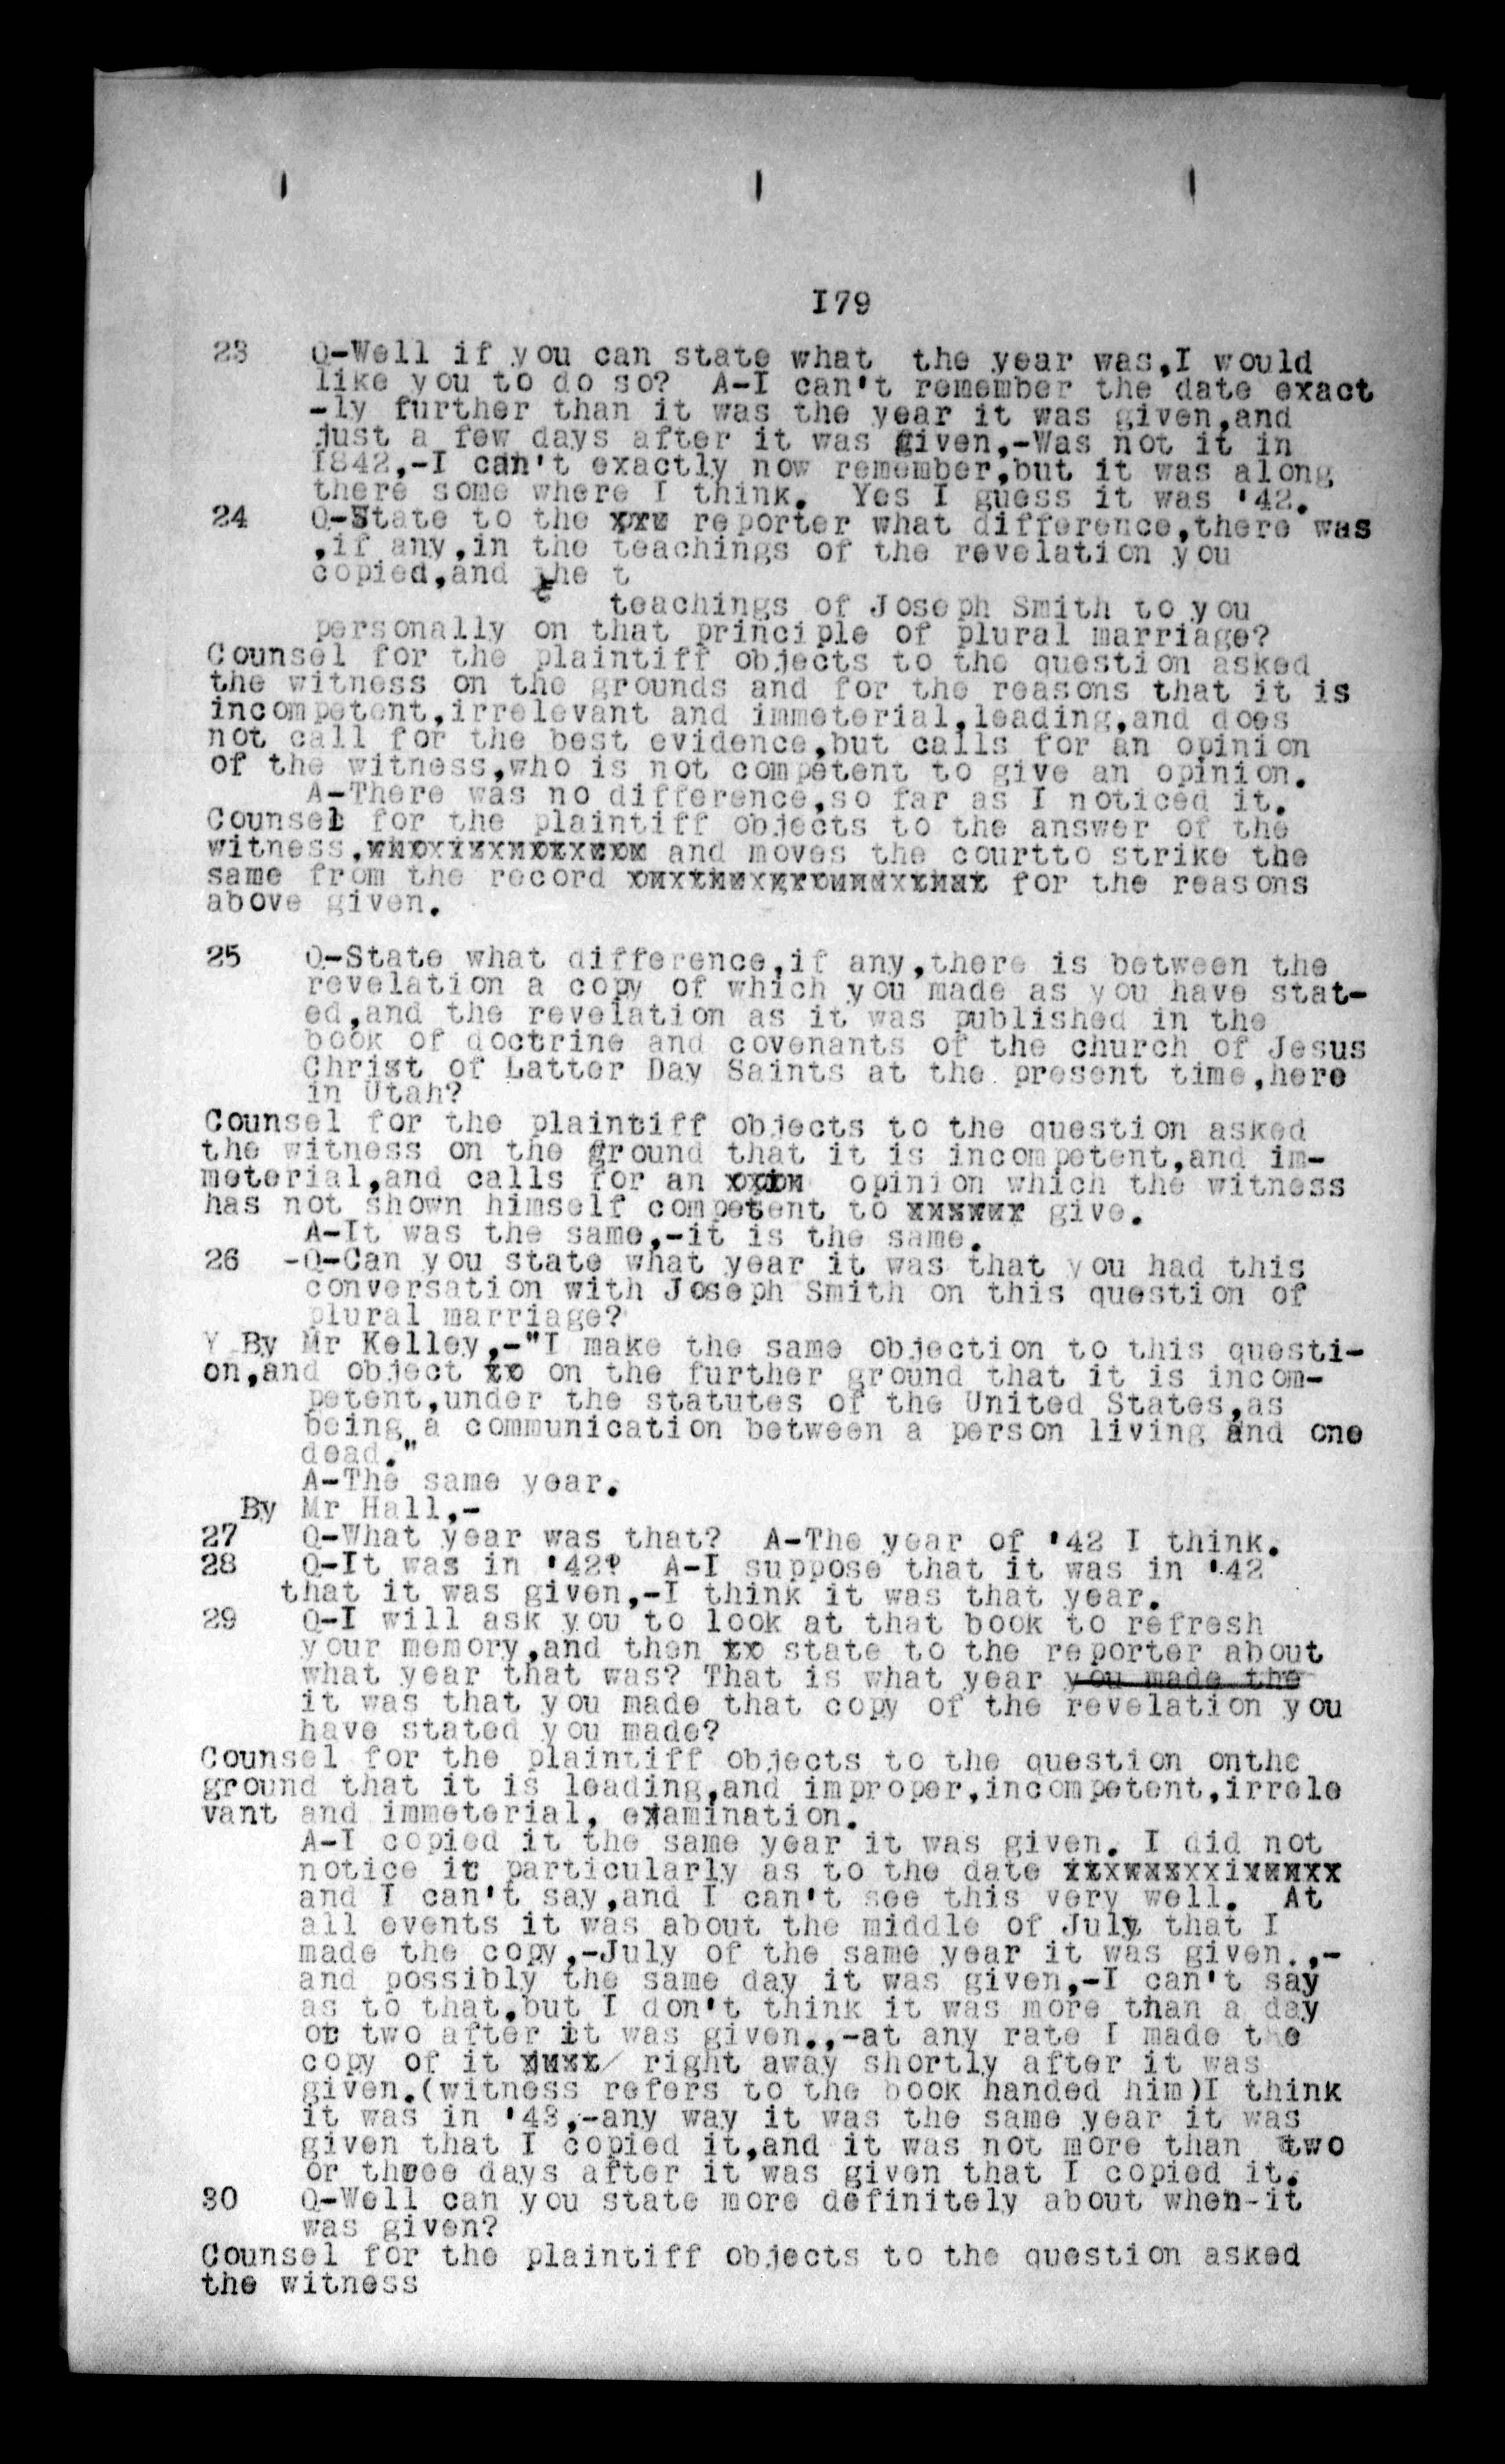 I79
23 Q-Well if you can state what the year was,I would
like you to do so? A-I can't remember the date exact
-ly further than it was the year it was given,and
just a few days after it was given,-Was not it in
I842,-I can't exactly now remember,but it was along
there some where I think. Yes I guess it was '42.
24 Q-State to the reporter what difference,there was
,if any,in the teachings of the revelation you
copied,and the t
teachings of Joseph Smith to you
personally on that principle of plural marriage?
Counsel for the plaintiff objects to the question asked
the witness on the grounds and for the reasons that it is
incompetent,irrelevant and immeterial,leading,and does
not call for the best evidence,but calls for an opinion
of the witness,who is not competent to give an opinion.
A-There was no difference,so far as I noticed it.
Counsel for the plaintiff objects to the answer of the
witness, and moves the courtto strike the
same from the record for the reasons
above given.
25 Q-State what difference,if any,there is between the
revelation a copy of which you made as you have stat-
ed,and the revelation as it was published in the
book of doctrine and covenants of the church of Jesus
Christ of Latter Day Saints at the present time,here
in Utah?
Counsel for the plaintiff objects to the question asked
the witness on the ground that it is incompetent,and im-
meterial,and calls for an opinion which the witness
has not shown himself competent to give.
A-It was the same,-it is the same.
26 -Q-Can you state what year it was that you had this
conversation with Joseph Smith on this question of
plural marriage?
Y By Mr Kelley,-"I make the same objection to this questi-
on,and object on the further ground that it is incom-
petent,under the statutes of the United States,as
being a communication between a person living and one
dead."
A-The same year.
By Mr Hall,-
27 Q-What year was that? A-The year of '42 I think.
28 Q-It was in '42? A-I suppose that it was in '42
that it was given,-I think it was that year.
29 Q-I will ask you to look at that book to refresh
your memory,and then state to the reporter about
what year that was? That is what year you made the
it was that you made that copy of the revelation you
have stated you made?
Counsel for the plaintiff objects to the question onthe
ground that it is leading,and improper,incompetent,irrele
vant and immeterial, examination.
A-I copied it the same year it was given. I did not
notice it particularly as to the date
and I can't say,and I can't see this very well. At
all events it was about the middle of July that I
made the copy,-July of the same year it was given.,-
and possibly the same day it was given,-I can't say
as to that,but I don't think it was more than a day
or two after it was given.,-at any rate I made the
copy of it right away shortly after it was
given.(witness refers to the book handed him)I think
it was in '43,-any way it was the same year it was
given that I copied it,and it was not more than two
or three days after it was given that I copied it.
30 Q-Well can you state more definitely about when-it
was given?
Counsel for the plaintiff objects to the question asked
the witness